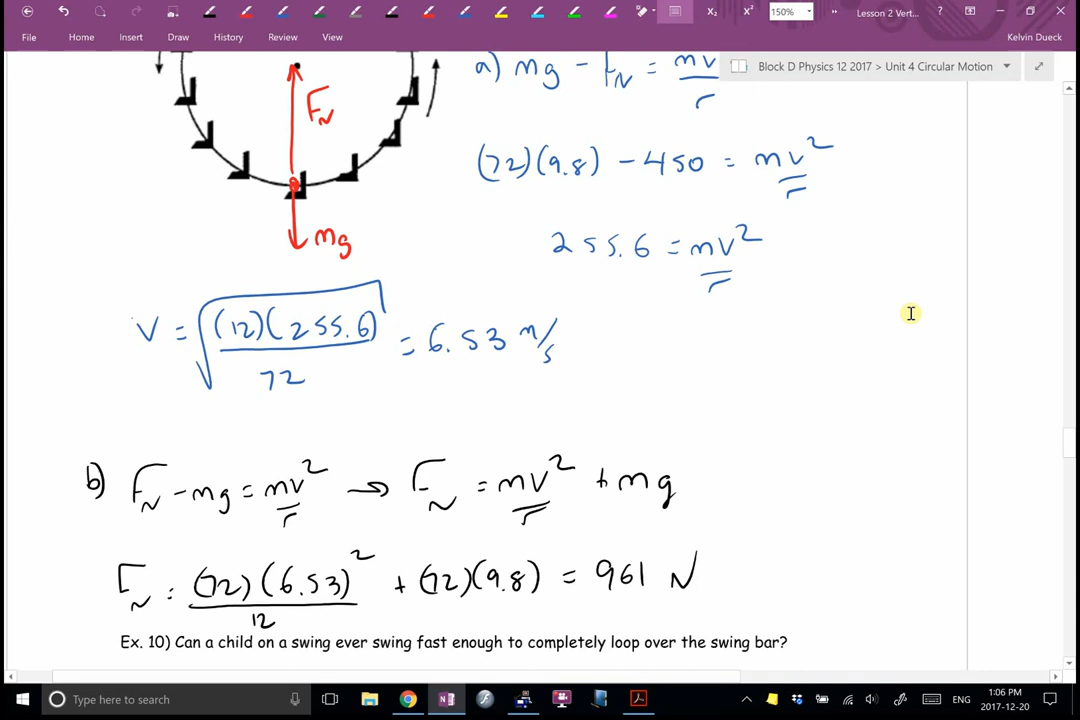 150%
Lesson 2 Vert...
File Home Insert Draw History Review View
Kelvin Dueck
Block D Physics 12 2017 > Unit 4 Circular Motion
a) mg - F_N = mv / r
F_N
(72)(9.8) - 450 = mv² / r
mg
255.6 = mv² / r
V = √((12)(255.6) / 72) = 6.53 m/s
b) F_N - mg = mv² / r → F_N = mv² / r + mg
F_N = (72)(6.53)² / 12 + (72)(9.8) = 961 N
Ex. 10) Can a child on a swing ever swing fast enough to completely loop over the swing bar?
Type here to search
ENG
1:06 PM
2017-12-20